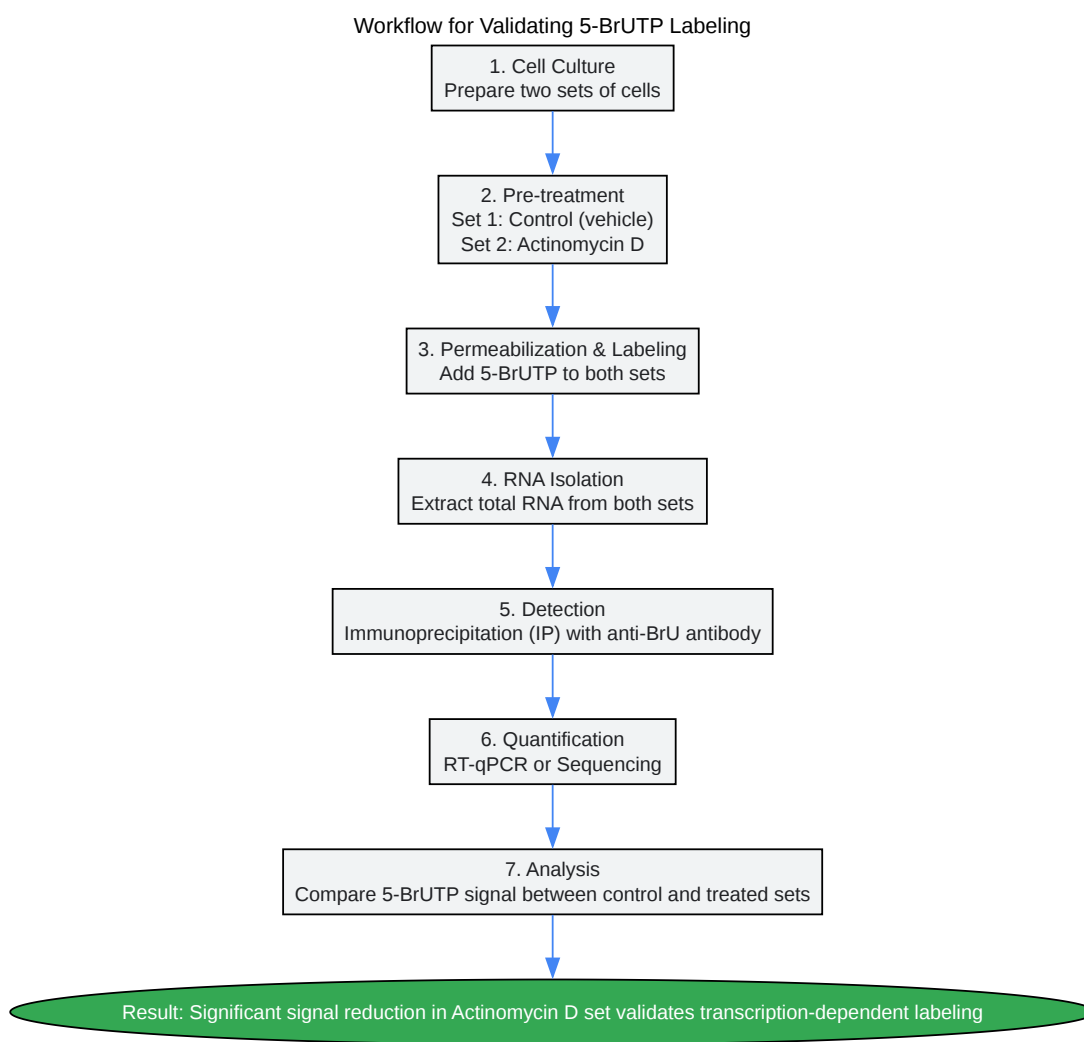 Workflow for Validating 5-BrUTP Labeling
1. Cell Culture
Prepare two sets of cells
2. Pre-treatment
Set 1: Control (vehicle)
Set 2: Actinomycin D
3. Permeabilization & Labeling
Add 5-BrUTP to both sets
4. RNA Isolation
Extract total RNA from both sets
5. Detection
Immunoprecipitation (IP) with anti-BrU antibody
6. Quantification
RT-qPCR or Sequencing
7. Analysis
Compare 5-BrUTP signal between control and treated sets
Result: Significant signal reduction in Actinomycin D set validates transcription-dependent labeling